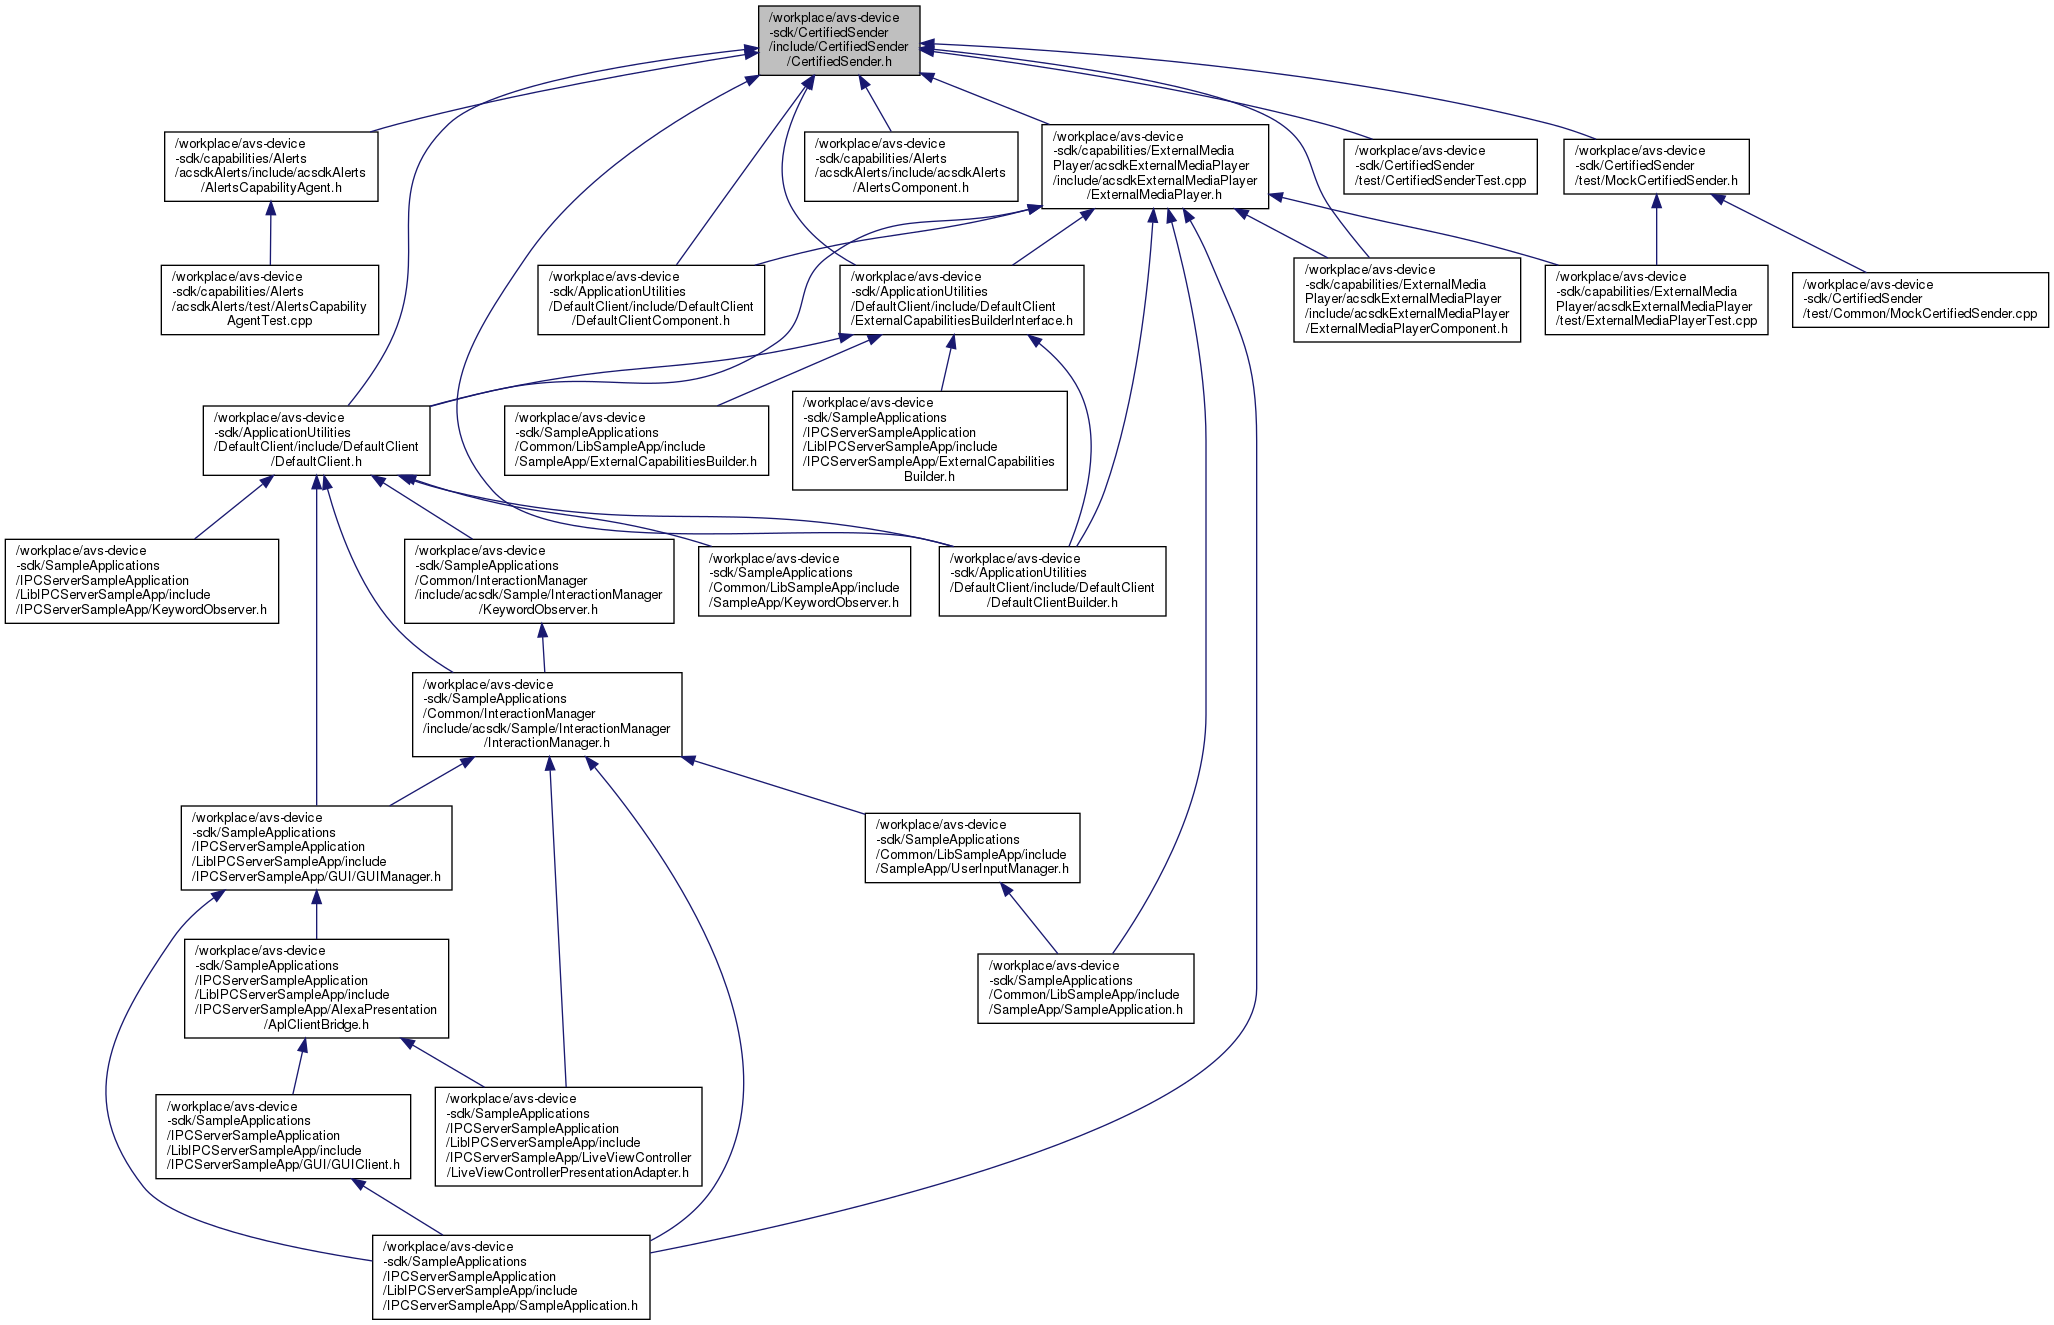 /workplace/avs-device
-sdk/CertifiedSender
/include/CertifiedSender
/CertifiedSender.h
/workplace/avs-device
-sdk/capabilities/Alerts
/acsdkAlerts/include/acsdkAlerts
/AlertsCapabilityAgent.h
/workplace/avs-device
-sdk/capabilities/Alerts
/acsdkAlerts/include/acsdkAlerts
/AlertsComponent.h
/workplace/avs-device
-sdk/capabilities/ExternalMedia
Player/acsdkExternalMediaPlayer
/include/acsdkExternalMediaPlayer
/ExternalMediaPlayer.h
/workplace/avs-device
-sdk/CertifiedSender
/test/CertifiedSenderTest.cpp
/workplace/avs-device
-sdk/CertifiedSender
/test/MockCertifiedSender.h
/workplace/avs-device
-sdk/capabilities/Alerts
/acsdkAlerts/test/AlertsCapability
AgentTest.cpp
/workplace/avs-device
-sdk/ApplicationUtilities
/DefaultClient/include/DefaultClient
/DefaultClientComponent.h
/workplace/avs-device
-sdk/ApplicationUtilities
/DefaultClient/include/DefaultClient
/ExternalCapabilitiesBuilderInterface.h
/workplace/avs-device
-sdk/capabilities/ExternalMedia
Player/acsdkExternalMediaPlayer
/include/acsdkExternalMediaPlayer
/ExternalMediaPlayerComponent.h
/workplace/avs-device
-sdk/capabilities/ExternalMedia
Player/acsdkExternalMediaPlayer
/test/ExternalMediaPlayerTest.cpp
/workplace/avs-device
-sdk/CertifiedSender
/test/Common/MockCertifiedSender.cpp
/workplace/avs-device
-sdk/ApplicationUtilities
/DefaultClient/include/DefaultClient
/DefaultClient.h
/workplace/avs-device
-sdk/SampleApplications
/Common/LibSampleApp/include
/SampleApp/ExternalCapabilitiesBuilder.h
/workplace/avs-device
-sdk/SampleApplications
/IPCServerSampleApplication
/LibIPCServerSampleApp/include
/IPCServerSampleApp/ExternalCapabilities
Builder.h
/workplace/avs-device
-sdk/SampleApplications
/IPCServerSampleApplication
/LibIPCServerSampleApp/include
/IPCServerSampleApp/KeywordObserver.h
/workplace/avs-device
-sdk/SampleApplications
/Common/InteractionManager
/include/acsdk/Sample/InteractionManager
/KeywordObserver.h
/workplace/avs-device
-sdk/SampleApplications
/Common/LibSampleApp/include
/SampleApp/KeywordObserver.h
/workplace/avs-device
-sdk/ApplicationUtilities
/DefaultClient/include/DefaultClient
/DefaultClientBuilder.h
/workplace/avs-device
-sdk/SampleApplications
/Common/InteractionManager
/include/acsdk/Sample/InteractionManager
/InteractionManager.h
/workplace/avs-device
-sdk/SampleApplications
/IPCServerSampleApplication
/LibIPCServerSampleApp/include
/IPCServerSampleApp/GUI/GUIManager.h
/workplace/avs-device
-sdk/SampleApplications
/Common/LibSampleApp/include
/SampleApp/UserInputManager.h
/workplace/avs-device
-sdk/SampleApplications
/IPCServerSampleApplication
/LibIPCServerSampleApp/include
/IPCServerSampleApp/AlexaPresentation
/AplClientBridge.h
/workplace/avs-device
-sdk/SampleApplications
/Common/LibSampleApp/include
/SampleApp/SampleApplication.h
/workplace/avs-device
-sdk/SampleApplications
/IPCServerSampleApplication
/LibIPCServerSampleApp/include
/IPCServerSampleApp/GUI/GUIClient.h
/workplace/avs-device
-sdk/SampleApplications
/IPCServerSampleApplication
/LibIPCServerSampleApp/include
/IPCServerSampleApp/LiveViewController
/LiveViewControllerPresentationAdapter.h
/workplace/avs-device
-sdk/SampleApplications
/IPCServerSampleApplication
/LibIPCServerSampleApp/include
/IPCServerSampleApp/SampleApplication.h